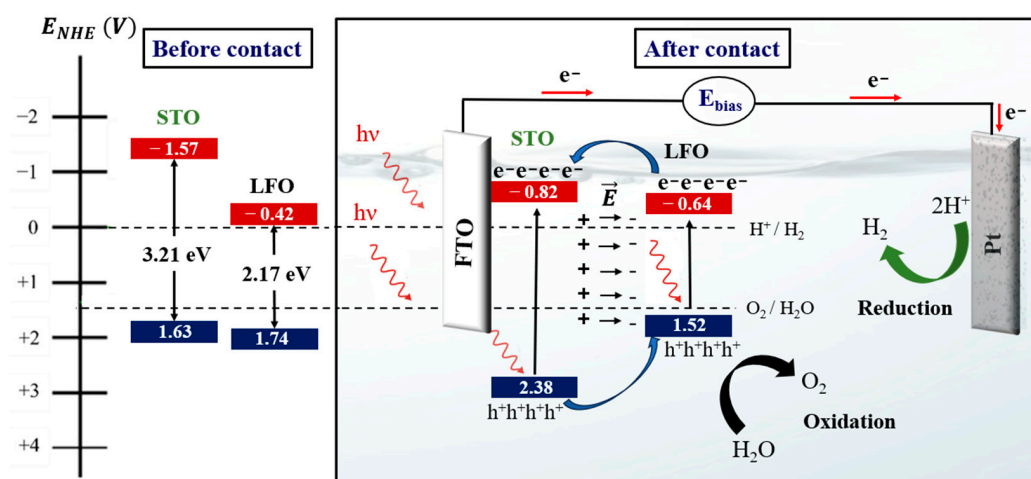 E_NHE (V)
−2
−1
0
+1
+2
+3
+4
Before contact
STO
− 1.57
3.21 eV
1.63
LFO
− 0.42
2.17 eV
1.74
After contact
e⁻
E_bias
e⁻
e⁻
hν
hν
FTO
STO
e⁻e⁻e⁻e⁻
− 0.82
2.38
h⁺h⁺h⁺h⁺
E⃗
+ → -
+ → -
+ → -
+ → -
+ → -
LFO
e⁻e⁻e⁻e⁻
− 0.64
1.52
h⁺h⁺h⁺h⁺
H⁺ / H₂
O₂ / H₂O
2H⁺
H₂
Reduction
Pt
O₂
Oxidation
H₂O